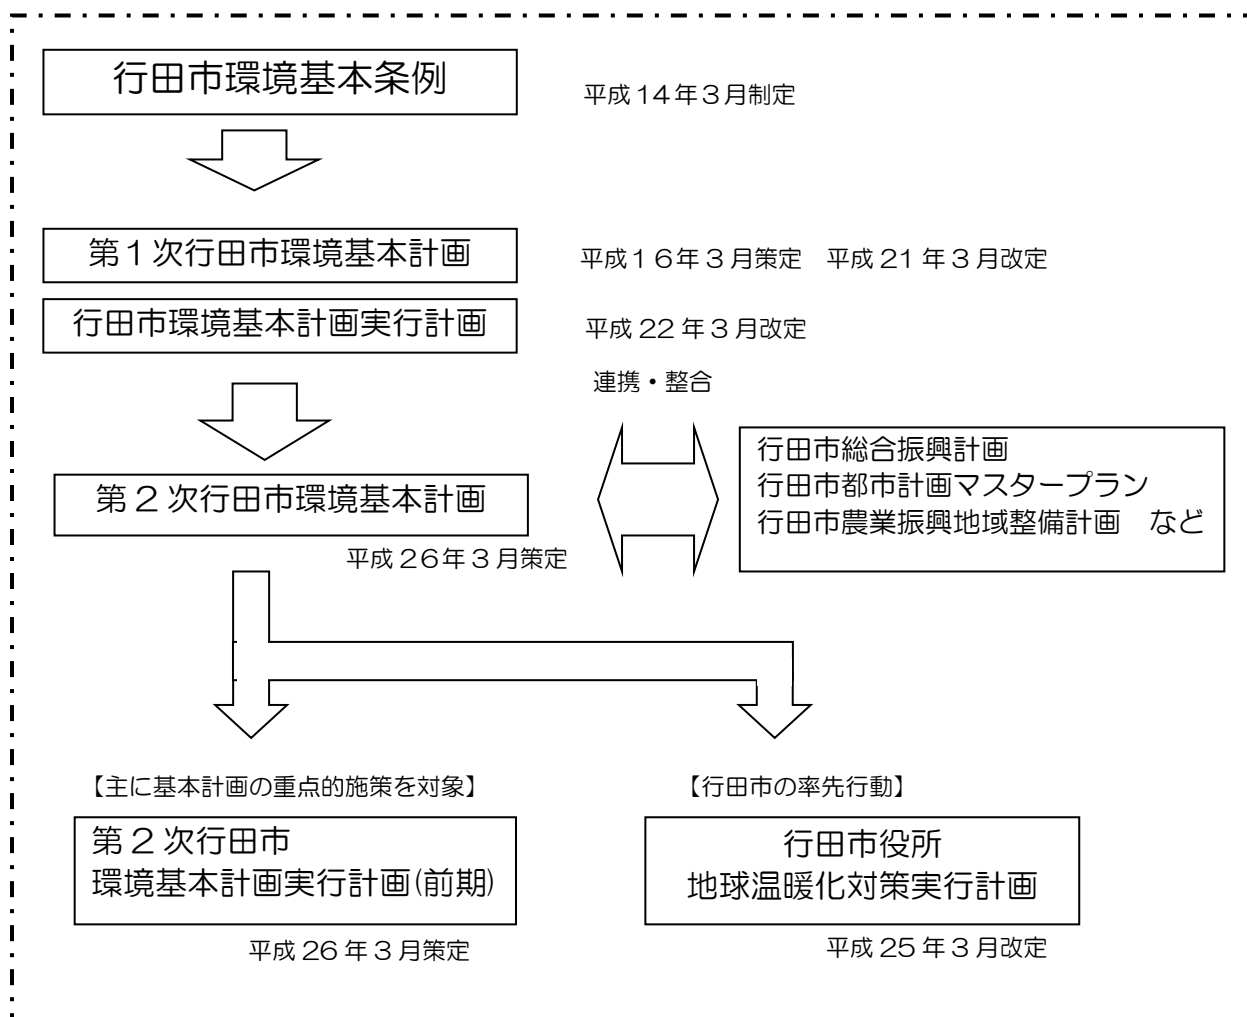 行田市環境基本条例
平成14年3月制定
第1次行田市環境基本計画
平成16年3月策定　平成21年3月改定
行田市環境基本計画実行計画
平成22年3月改定
連携・整合
行田市総合振興計画
行田市都市計画マスタープラン
行田市農業振興地域整備計画　など
第2次行田市環境基本計画
平成26年3月策定
【主に基本計画の重点的施策を対象】
第2次行田市
環境基本計画実行計画(前期)
平成26年3月策定
【行田市の率先行動】
行田市役所
地球温暖化対策実行計画
平成25年3月改定